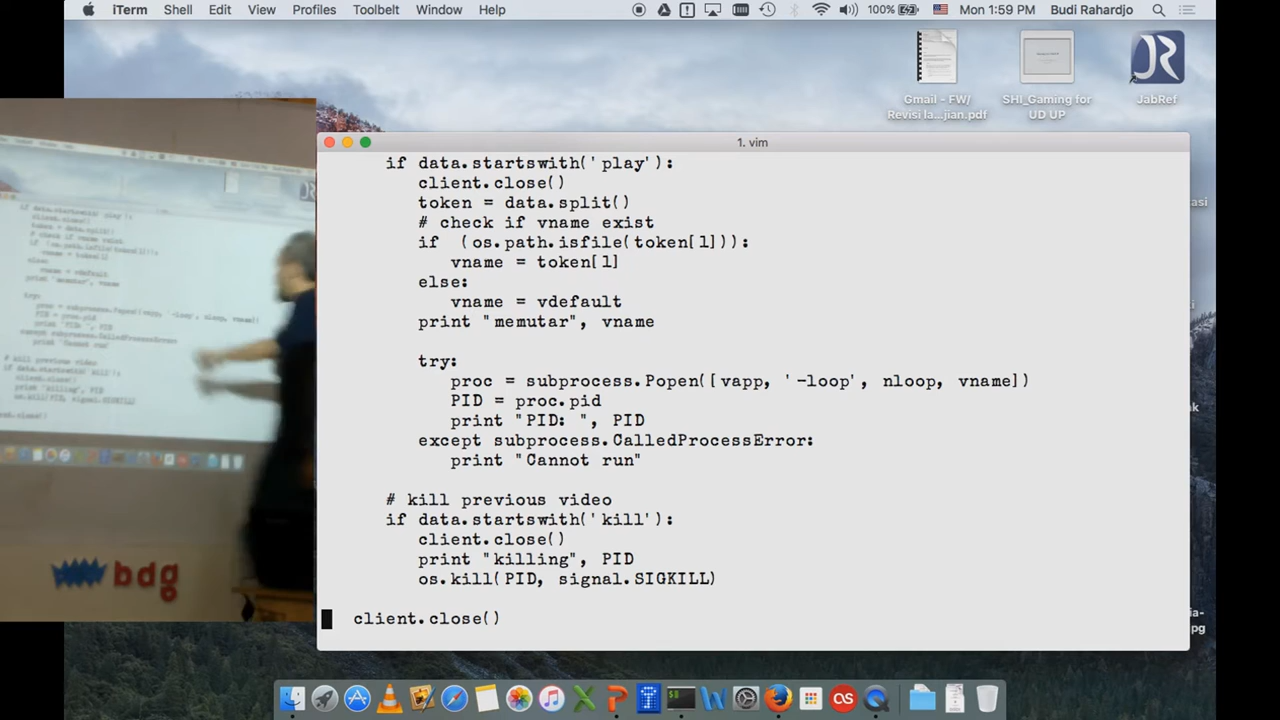 iTerm Shell Edit View Profiles Toolbelt Window Help 100% Mon 1:59 PM Budi Rahardjo
Gmail - FW/
Revisi la...jian.pdf
SHI_Gaming for
UD UP
JabRef
1. vim
if data.startswith('play'):
client.close()
token = data.split()
# check if vname exist
if (os.path.isfile(token[1])):
vname = token[1]
else:
vname = vdefault
print "memutar", vname
try:
proc = subprocess.Popen([vapp, '-loop', nloop, vname])
PID = proc.pid
print "PID: ", PID
except subprocess.CalledProcessError:
print "Cannot run"
# kill previous video
if data.startswith('kill'):
client.close()
print "killing", PID
os.kill(PID, signal.SIGKILL)
client.close()
bdg